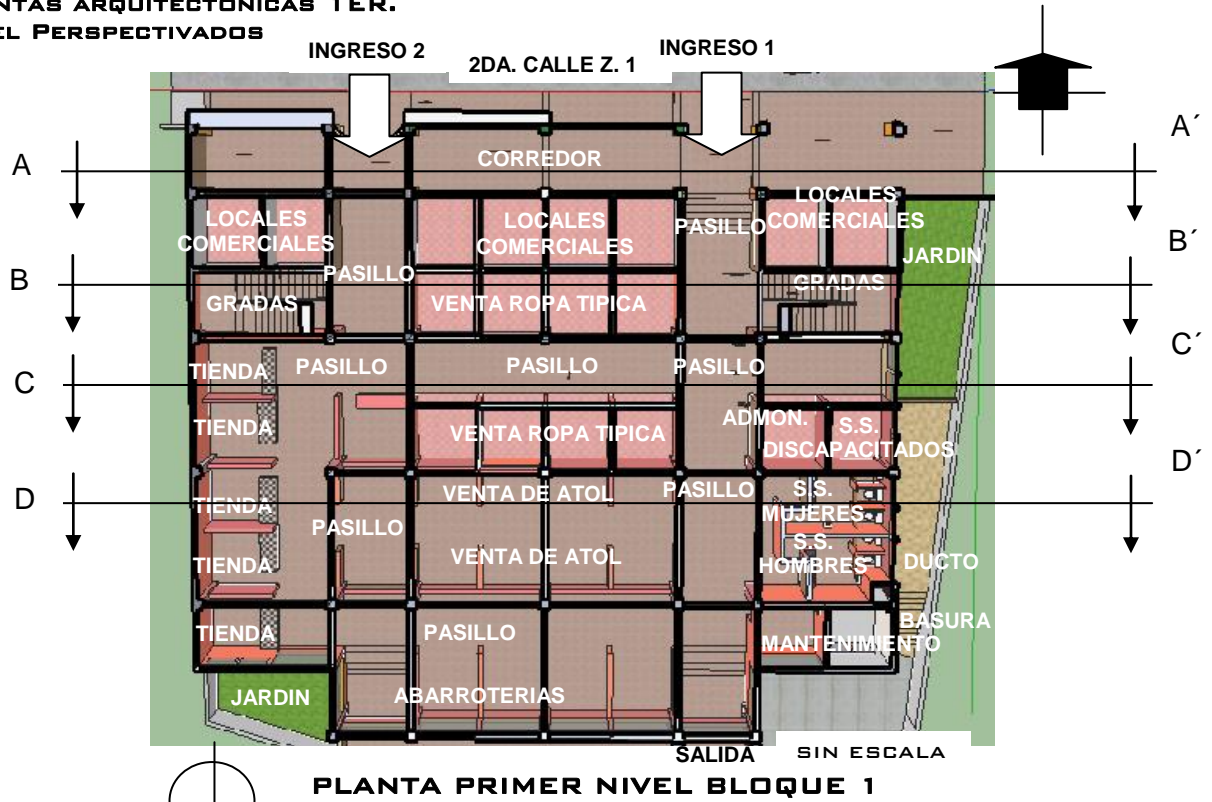 NTAS ARQUITECTONICAS 1ER.
EL PERSPECTIVADOS
INGRESO 2
2DA. CALLE Z. 1
INGRESO 1
A
A´
CORREDOR
LOCALES
COMERCIALES
LOCALES
COMERCIALES
PASILLO
LOCALES
COMERCIALES
B´
JARDIN
PASILLO
B
GRADAS
VENTA ROPA TIPICA
GRADAS
C´
TIENDA
PASILLO
PASILLO
PASILLO
C
TIENDA
VENTA ROPA TIPICA
ADMON.
S.S.
DISCAPACITADOS
D´
D
TIENDA
VENTA DE ATOL
PASILLO
S.S.
MUJERES
PASILLO
S.S.
HOMBRES
TIENDA
VENTA DE ATOL
DUCTO
TIENDA
PASILLO
BASURA
MANTENIMIENTO
JARDIN
ABARROTERIAS
SALIDA
SIN ESCALA
PLANTA PRIMER NIVEL BLOQUE 1